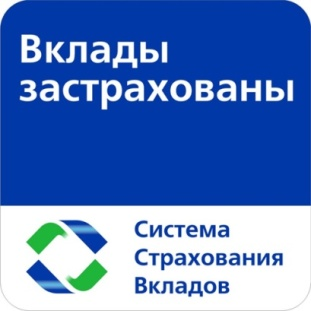 Вклады
застрахованы
Система
Страхования
Вкладов